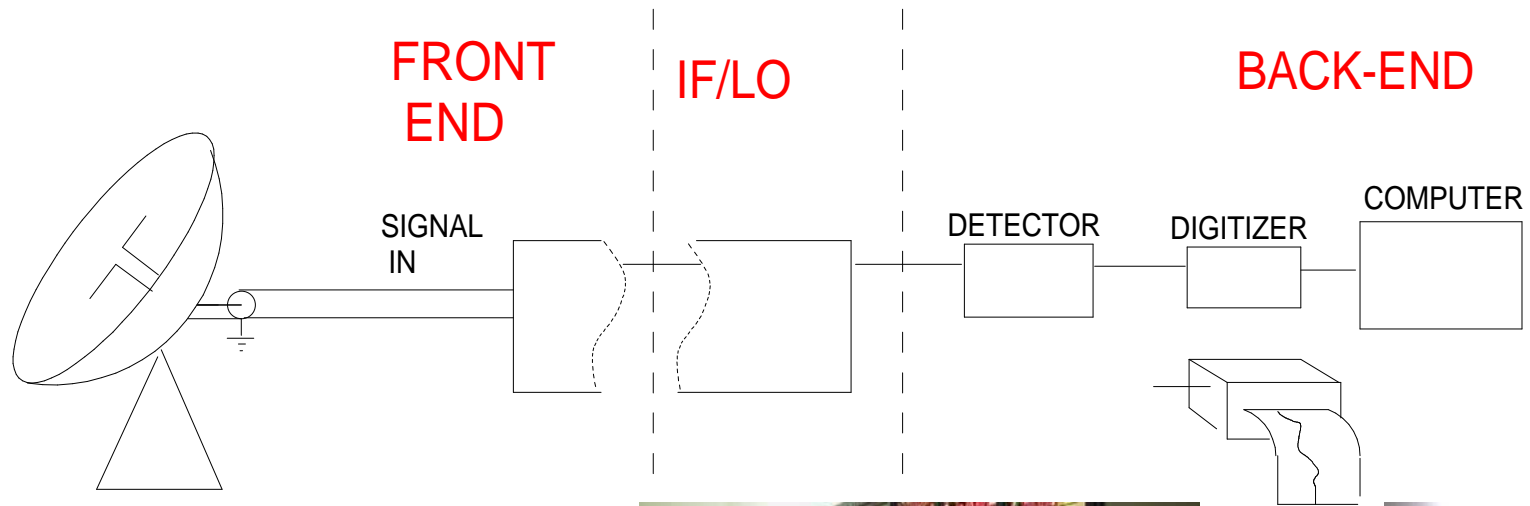 FRONT
END
IF/LO
BACK-END
SIGNAL
IN
DETECTOR
DIGITIZER
COMPUTER